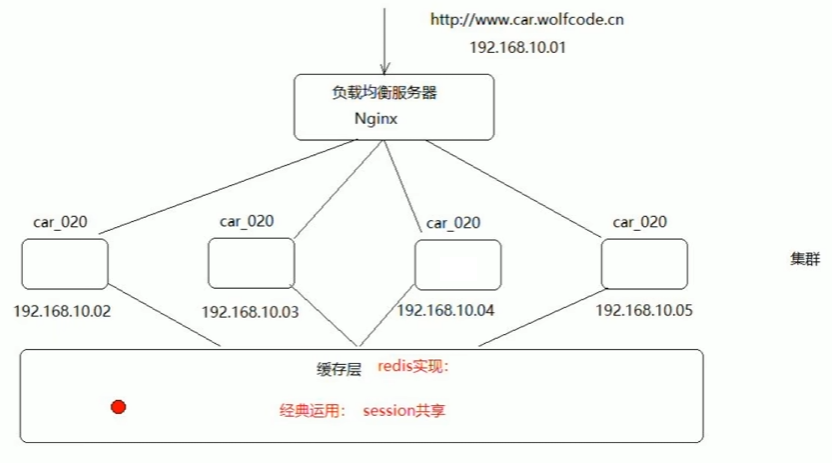 http://www.car.wolfcode.cn
192.168.10.01
负载均衡服务器
Nginx
car_020
car_020
car_020
car_020
集群
192.168.10.02
192.168.10.03
192.168.10.04
192.168.10.05
缓存层 redis实现：
经典运用： session共享